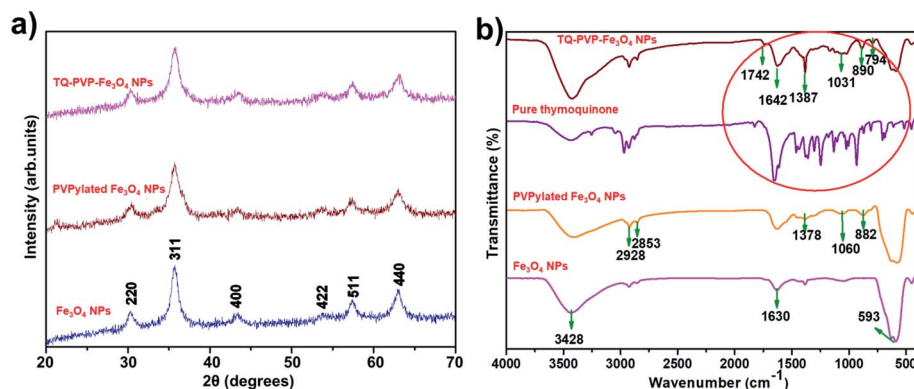 a)
Intensity (arb.units)
TQ-PVP-Fe₃O₄ NPs
PVPylated Fe₃O₄ NPs
Fe₃O₄ NPs
220
311
400
422
511
440
20 30 40 50 60 70
2θ (degrees)
b)
Transmittance (%)
TQ-PVP-Fe₃O₄ NPs
1742
1642
1387
1031
890
794
Pure thymoquinone
PVPylated Fe₃O₄ NPs
2928
2853
1378
1060
882
Fe₃O₄ NPs
3428
1630
593
4000 3500 3000 2500 2000 1500 1000 500
Wavenumber (cm⁻¹)